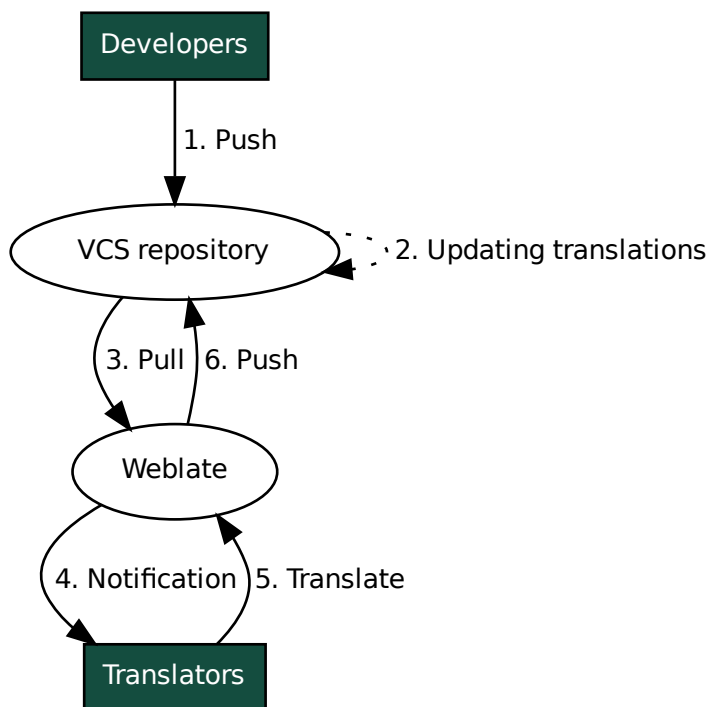 Developers
1. Push
VCS repository
2. Updating translations
3. Pull
6. Push
Weblate
4. Notification
5. Translate
Translators